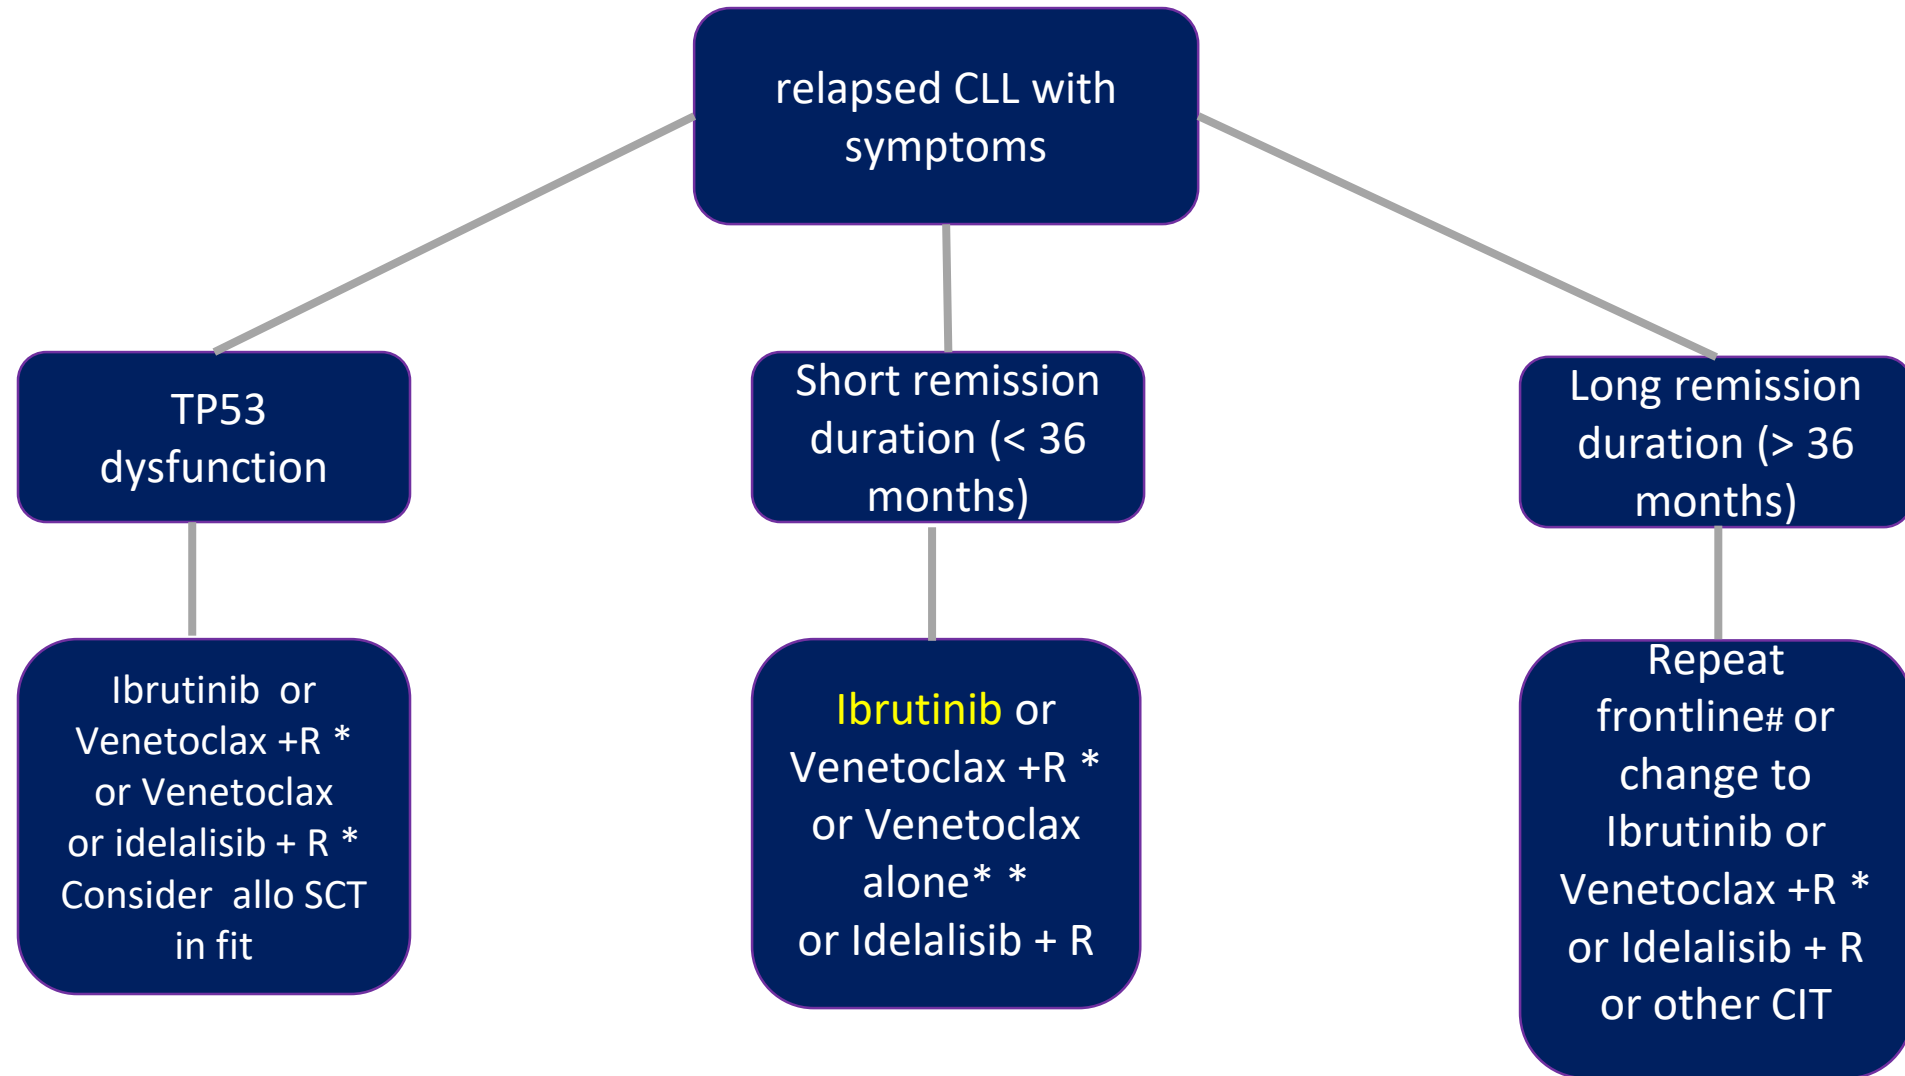 relapsed CLL with
symptoms
TP53
dysfunction
Short remission
duration (< 36
months)
Long remission
duration (> 36
months)
Ibrutinib or
Venetoclax +R *
or Venetoclax
or idelalisib + R *
Consider allo SCT
in fit
Ibrutinib or
Venetoclax +R *
or Venetoclax
alone* *
or Idelalisib + R
Repeat
frontline# or
change to
Ibrutinib or
Venetoclax +R *
or Idelalisib + R
or other CIT